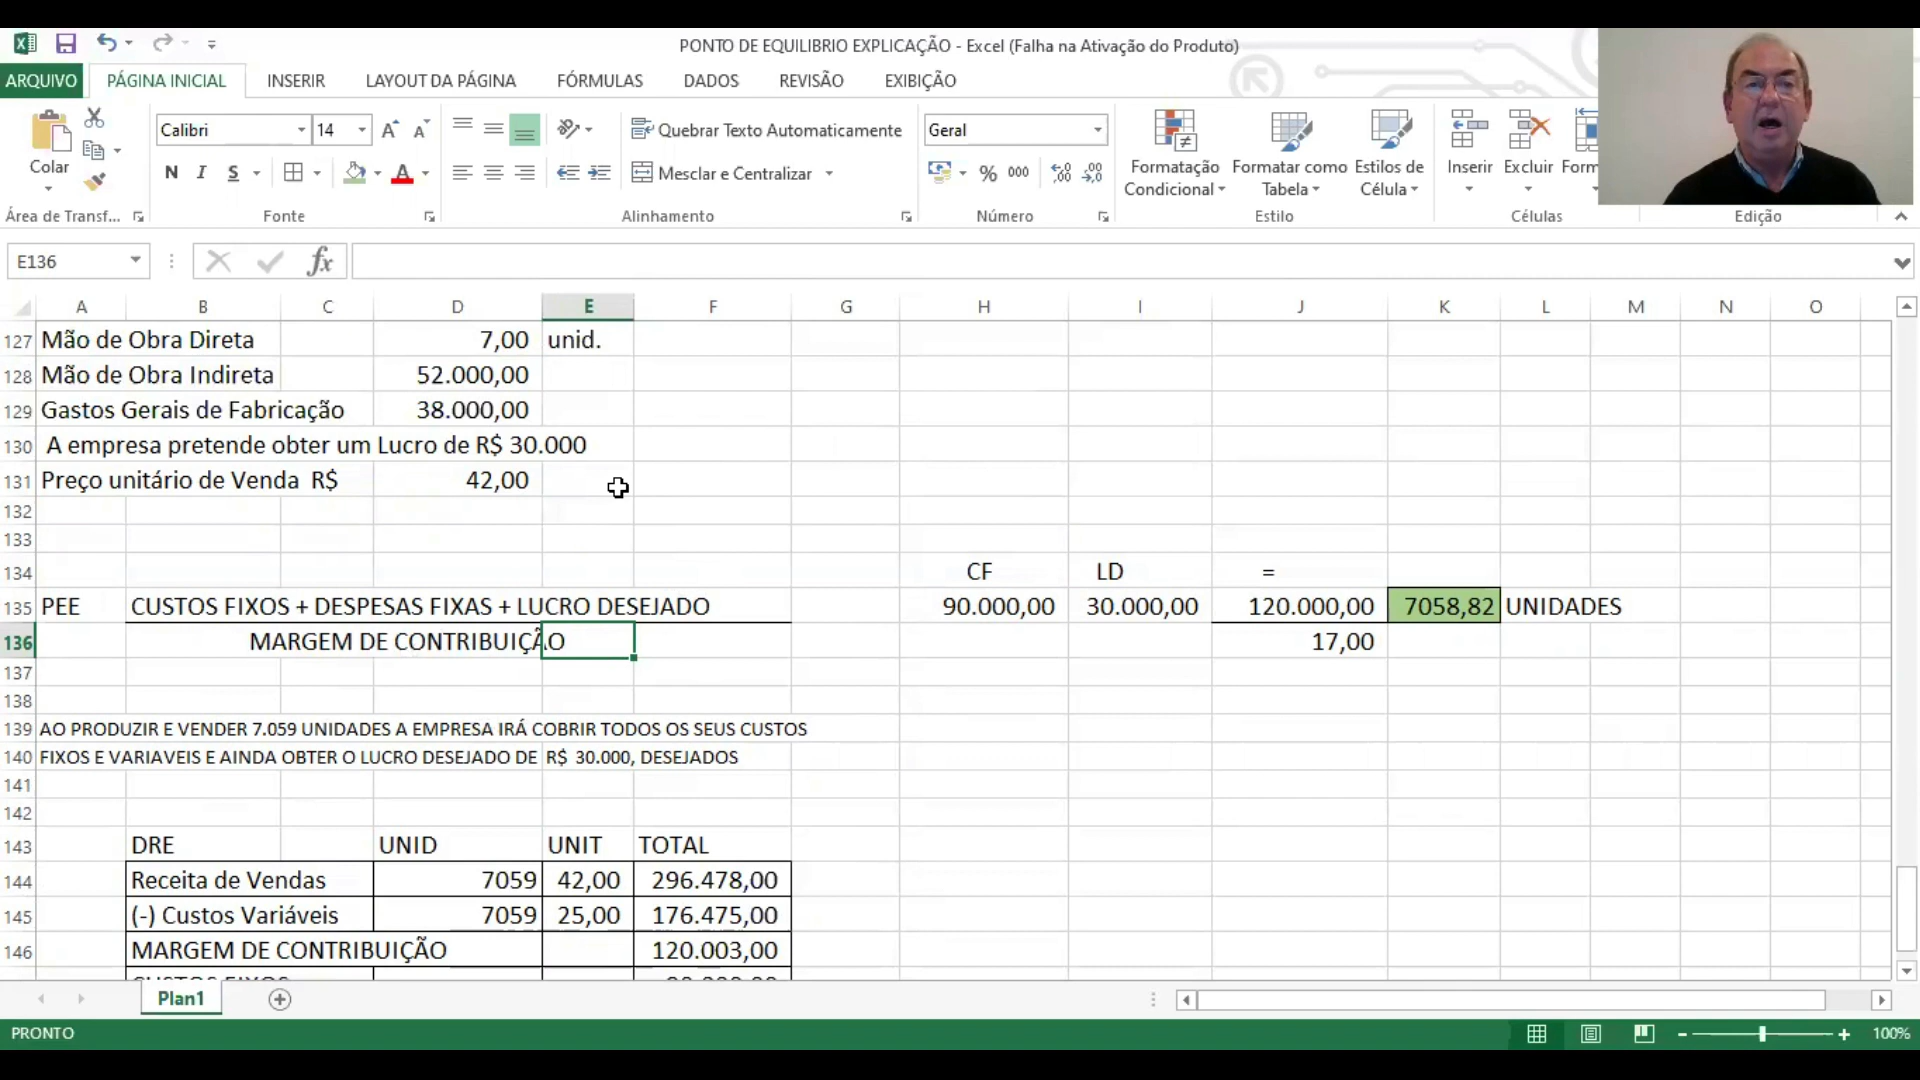 PONTO DE EQUILIBRIO EXPLICAÇÃO - Excel (Falha na Ativação do Produto)
ARQUIVO PÁGINA INICIAL INSERIR LAYOUT DA PÁGINA FÓRMULAS DADOS REVISÃO EXIBIÇÃO
Calibri 14 Quebrar Texto Automaticamente Geral
Colar Formatação Condicional Formatar como Tabela Estilos de Célula Inserir Excluir Form
N I S Mesclar e Centralizar % 000
Área de Transf... Fonte Alinhamento Número Estilo Células Edição
E136 fx
A B C D E F G H I J K L M N O
127 Mão de Obra Direta 7,00 unid.
128 Mão de Obra Indireta 52.000,00
129 Gastos Gerais de Fabricação 38.000,00
130 A empresa pretende obter um Lucro de R$ 30.000
131 Preço unitário de Venda R$ 42,00
132
133
134 CF LD =
135 PEE CUSTOS FIXOS + DESPESAS FIXAS + LUCRO DESEJADO 90.000,00 30.000,00 120.000,00 7058,82 UNIDADES
136 MARGEM DE CONTRIBUIÇÃO 17,00
137
138
139 AO PRODUZIR E VENDER 7.059 UNIDADES A EMPRESA IRÁ COBRIR TODOS OS SEUS CUSTOS
140 FIXOS E VARIAVEIS E AINDA OBTER O LUCRO DESEJADO DE R$ 30.000, DESEJADOS
141
142
143 DRE UNID UNIT TOTAL
144 Receita de Vendas 7059 42,00 296.478,00
145 (-) Custos Variáveis 7059 25,00 176.475,00
146 MARGEM DE CONTRIBUIÇÃO 120.003,00
Plan1
PRONTO 100%